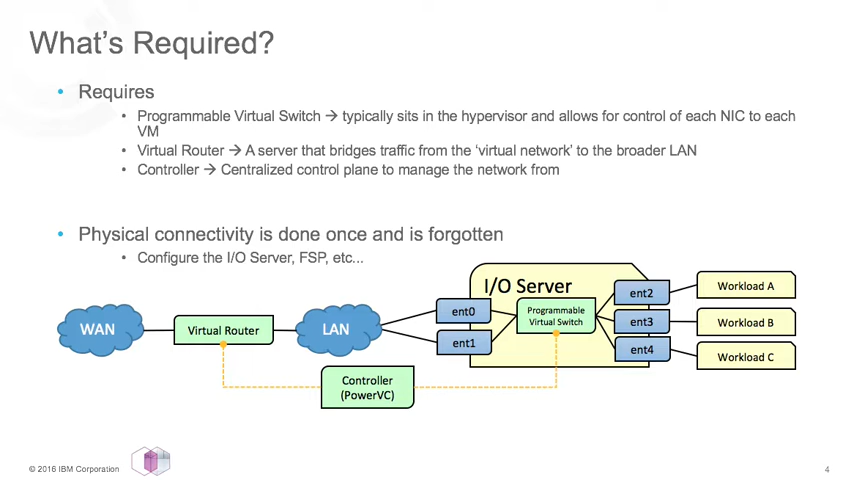 What's Required?
• Requires
• Programmable Virtual Switch → typically sits in the hypervisor and allows for control of each NIC to each
VM
• Virtual Router → A server that bridges traffic from the 'virtual network' to the broader LAN
• Controller → Centralized control plane to manage the network from
• Physical connectivity is done once and is forgotten
• Configure the I/O Server, FSP, etc...
I/O Server
WAN
Virtual Router
LAN
ent0
ent1
Programmable
Virtual Switch
ent2
ent3
ent4
Workload A
Workload B
Workload C
Controller
(PowerVC)
© 2016 IBM Corporation
4